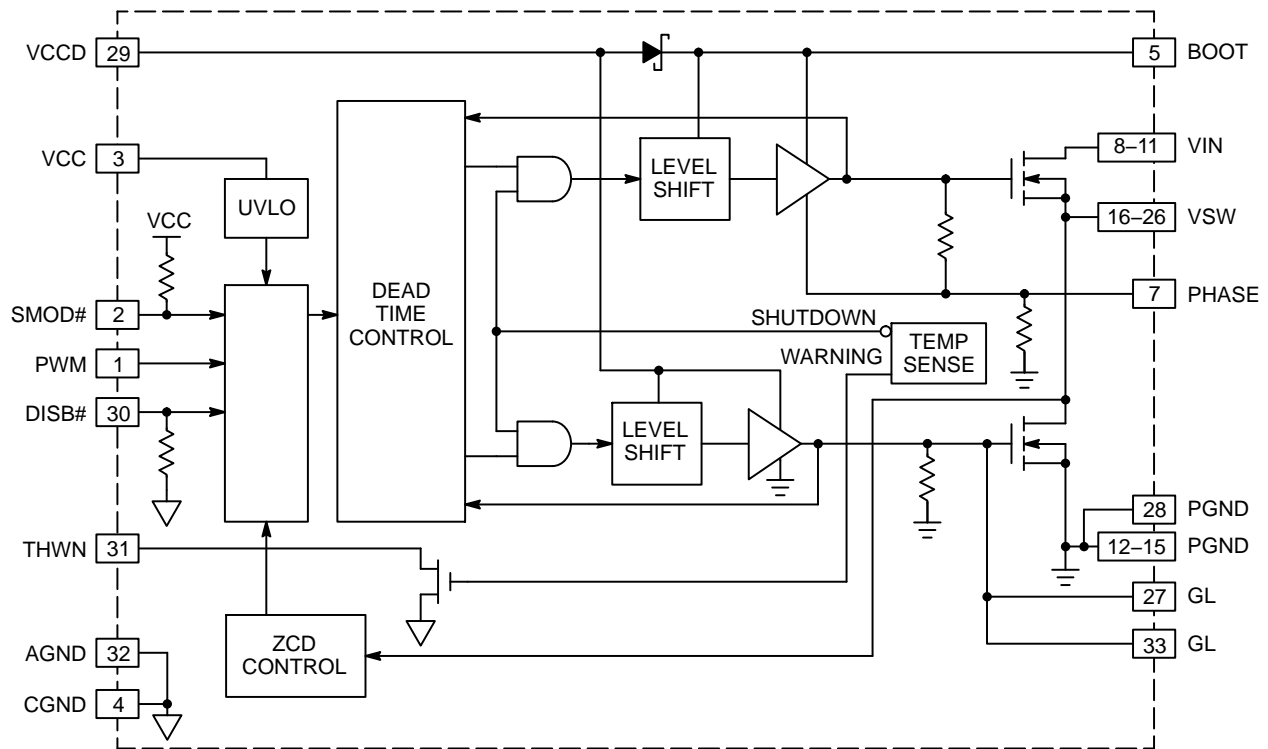 VCCD 29
5 BOOT
VCC 3
UVLO
VCC
SMOD# 2
PWM 1
DISB# 30
DEAD
TIME
CONTROL
LEVEL
SHIFT
8–11 VIN
16–26 VSW
7 PHASE
SHUTDOWN
WARNING
TEMP
SENSE
LEVEL
SHIFT
THWN 31
28 PGND
12–15 PGND
27 GL
33 GL
ZCD
CONTROL
AGND 32
CGND 4